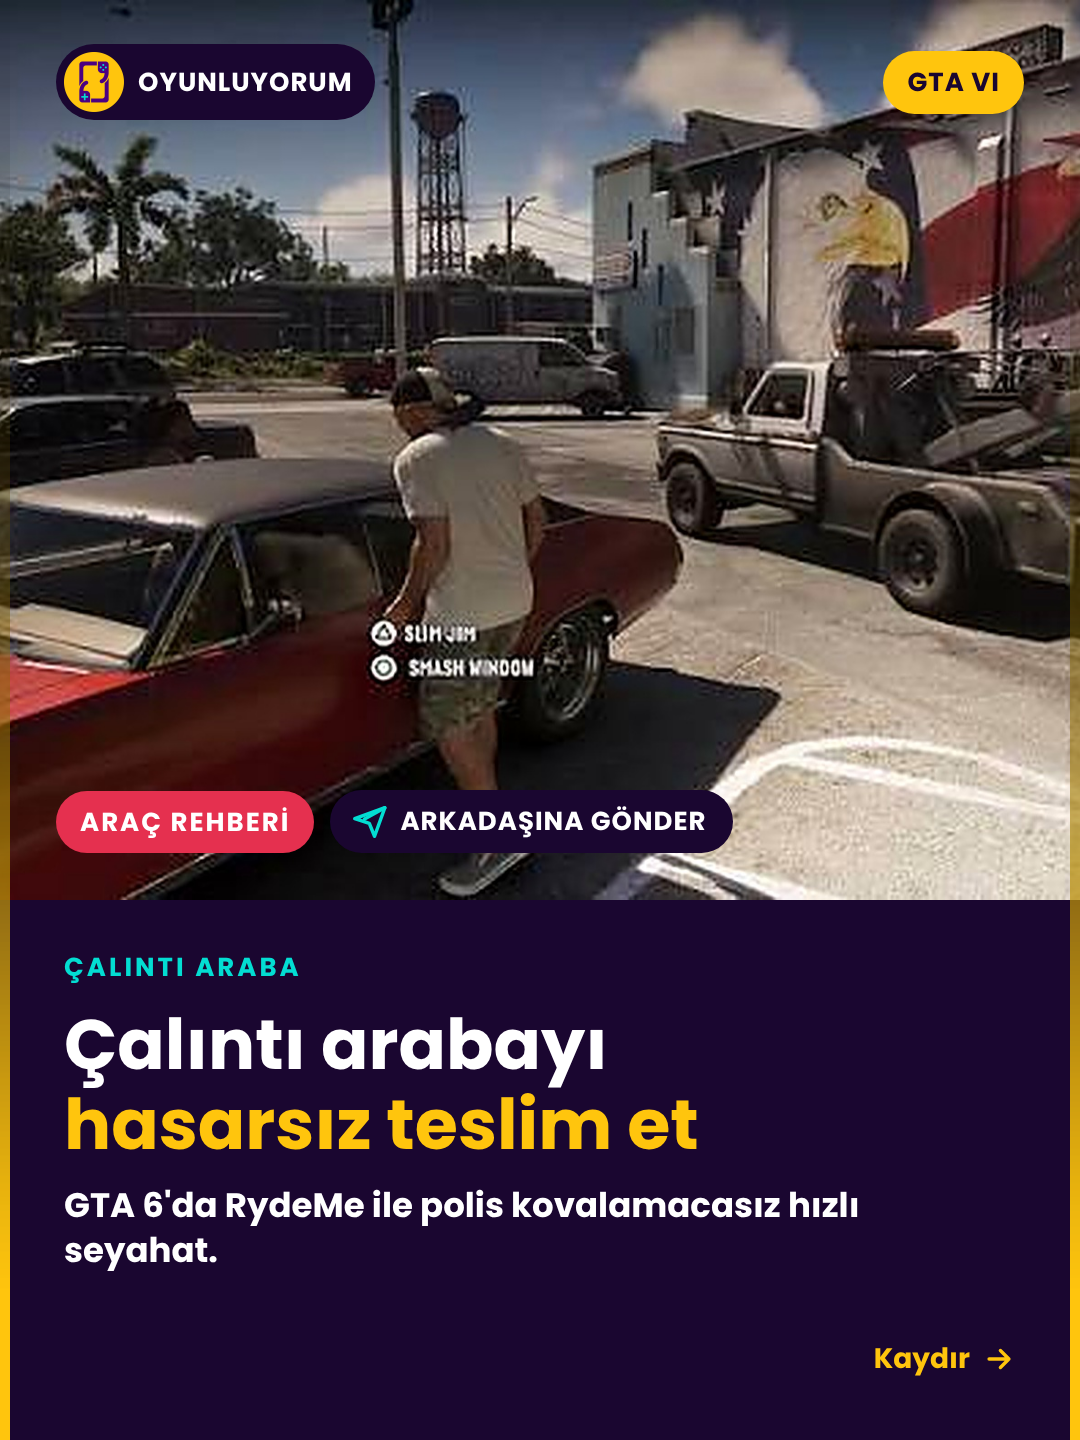 OYUNLUYORUM
GTA VI
SLIM JIM
SMASH WINDOW
ARAÇ REHBERİ
ARKADAŞINA GÖNDER
ÇALINTI ARABA
Çalıntı arabayı
hasarsız teslim et
GTA 6'da RydeMe ile polis kovalamacasız hızlı
seyahat.
Kaydır →